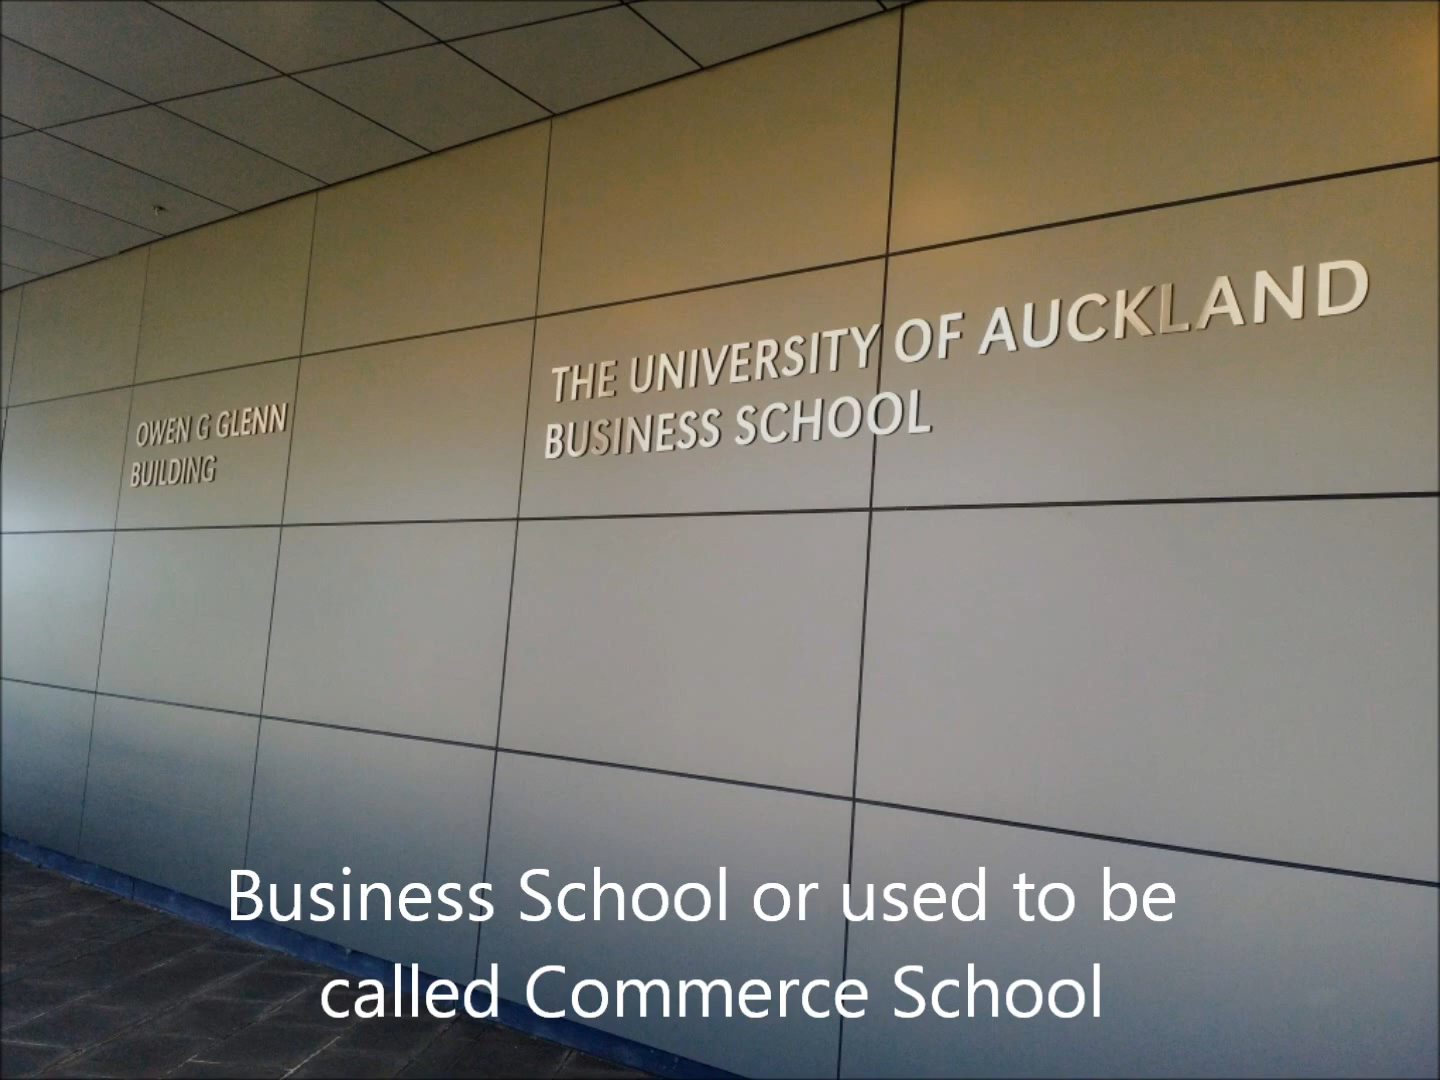 OWEN G GLENN
BUILDING
THE UNIVERSITY OF AUCKLAND
BUSINESS SCHOOL
Business School or used to be
called Commerce School